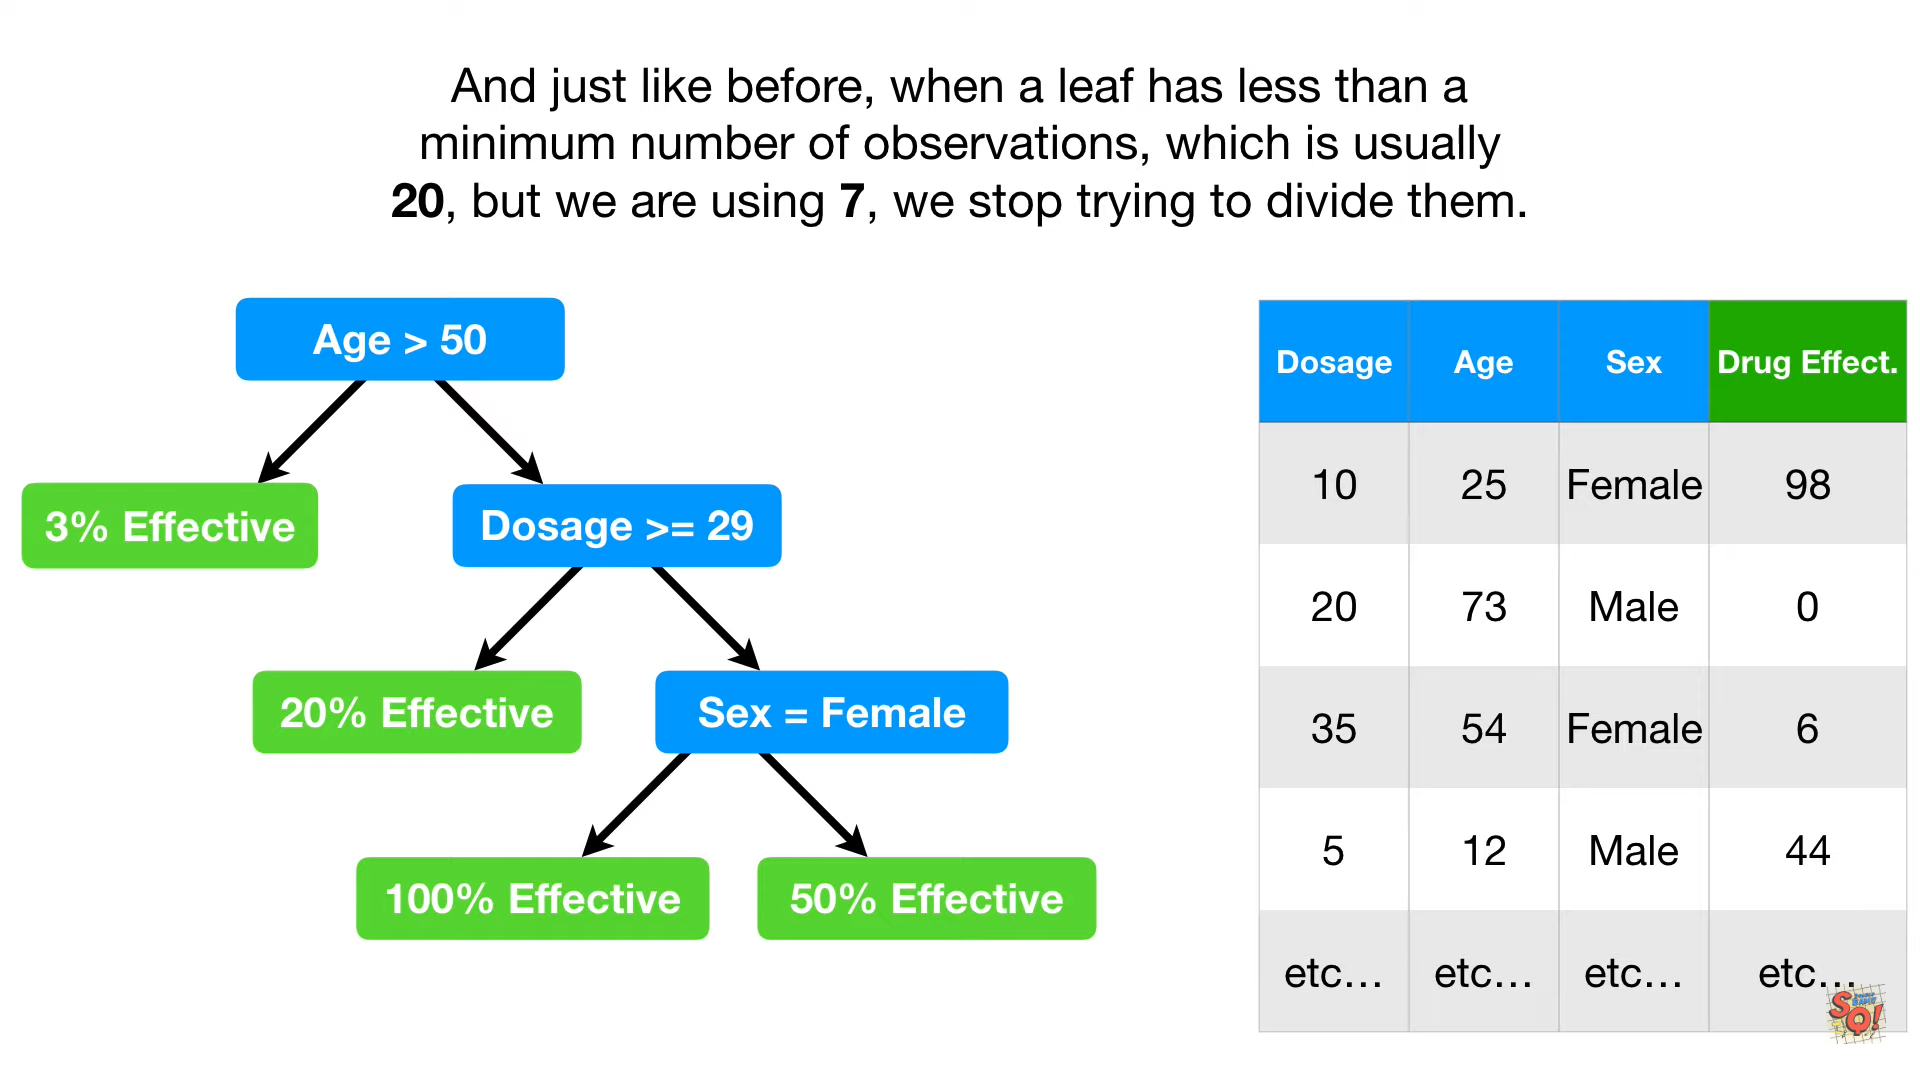 And just like before, when a leaf has less than a
minimum number of observations, which is usually
20, but we are using 7, we stop trying to divide them.
Age > 50
3% Effective
Dosage >= 29
20% Effective
Sex = Female
100% Effective
50% Effective
Dosage Age Sex Drug Effect.
10 25 Female 98
20 73 Male 0
35 54 Female 6
5 12 Male 44
etc... etc... etc... etc...
SQ!